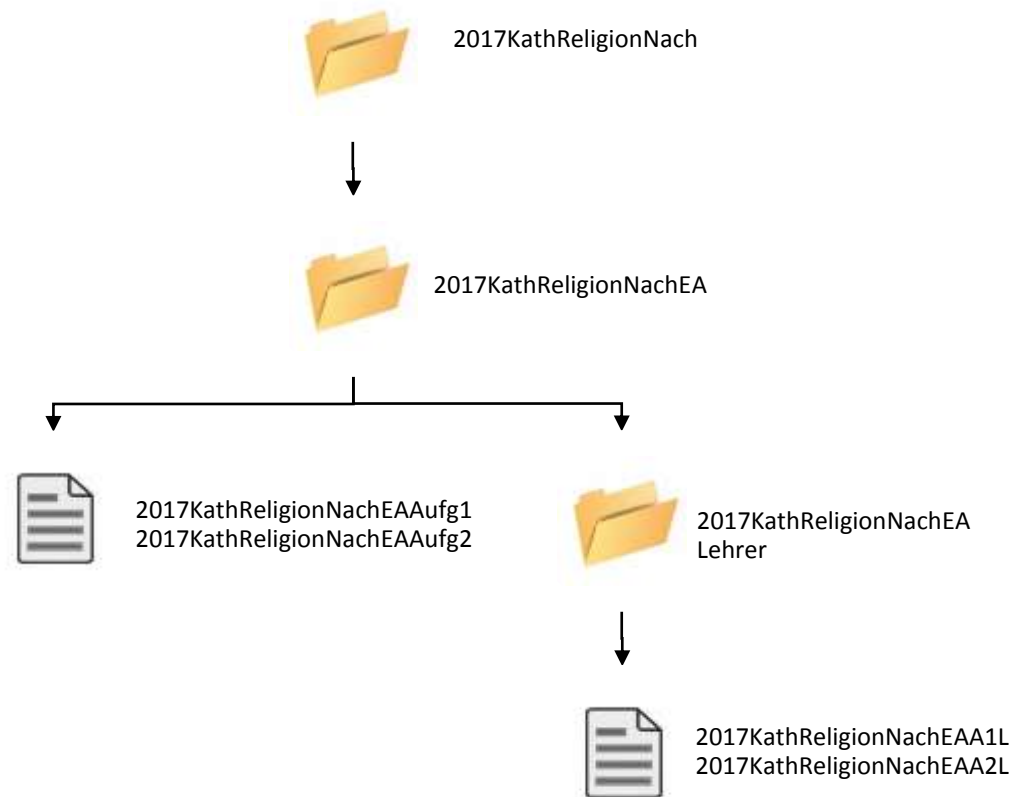 2017KathReligionNach
2017KathReligionNachEA
2017KathReligionNachEAAufg1
2017KathReligionNachEAAufg2
2017KathReligionNachEA
Lehrer
2017KathReligionNachEAA1L
2017KathReligionNachEAA2L